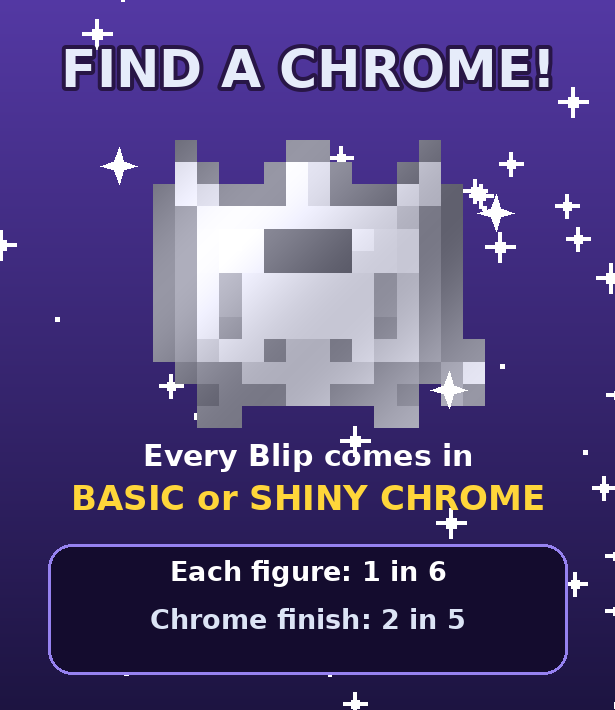 FIND A CHROME!
Every Blip comes in
BASIC or SHINY CHROME
Each figure: 1 in 6
Chrome finish: 2 in 5